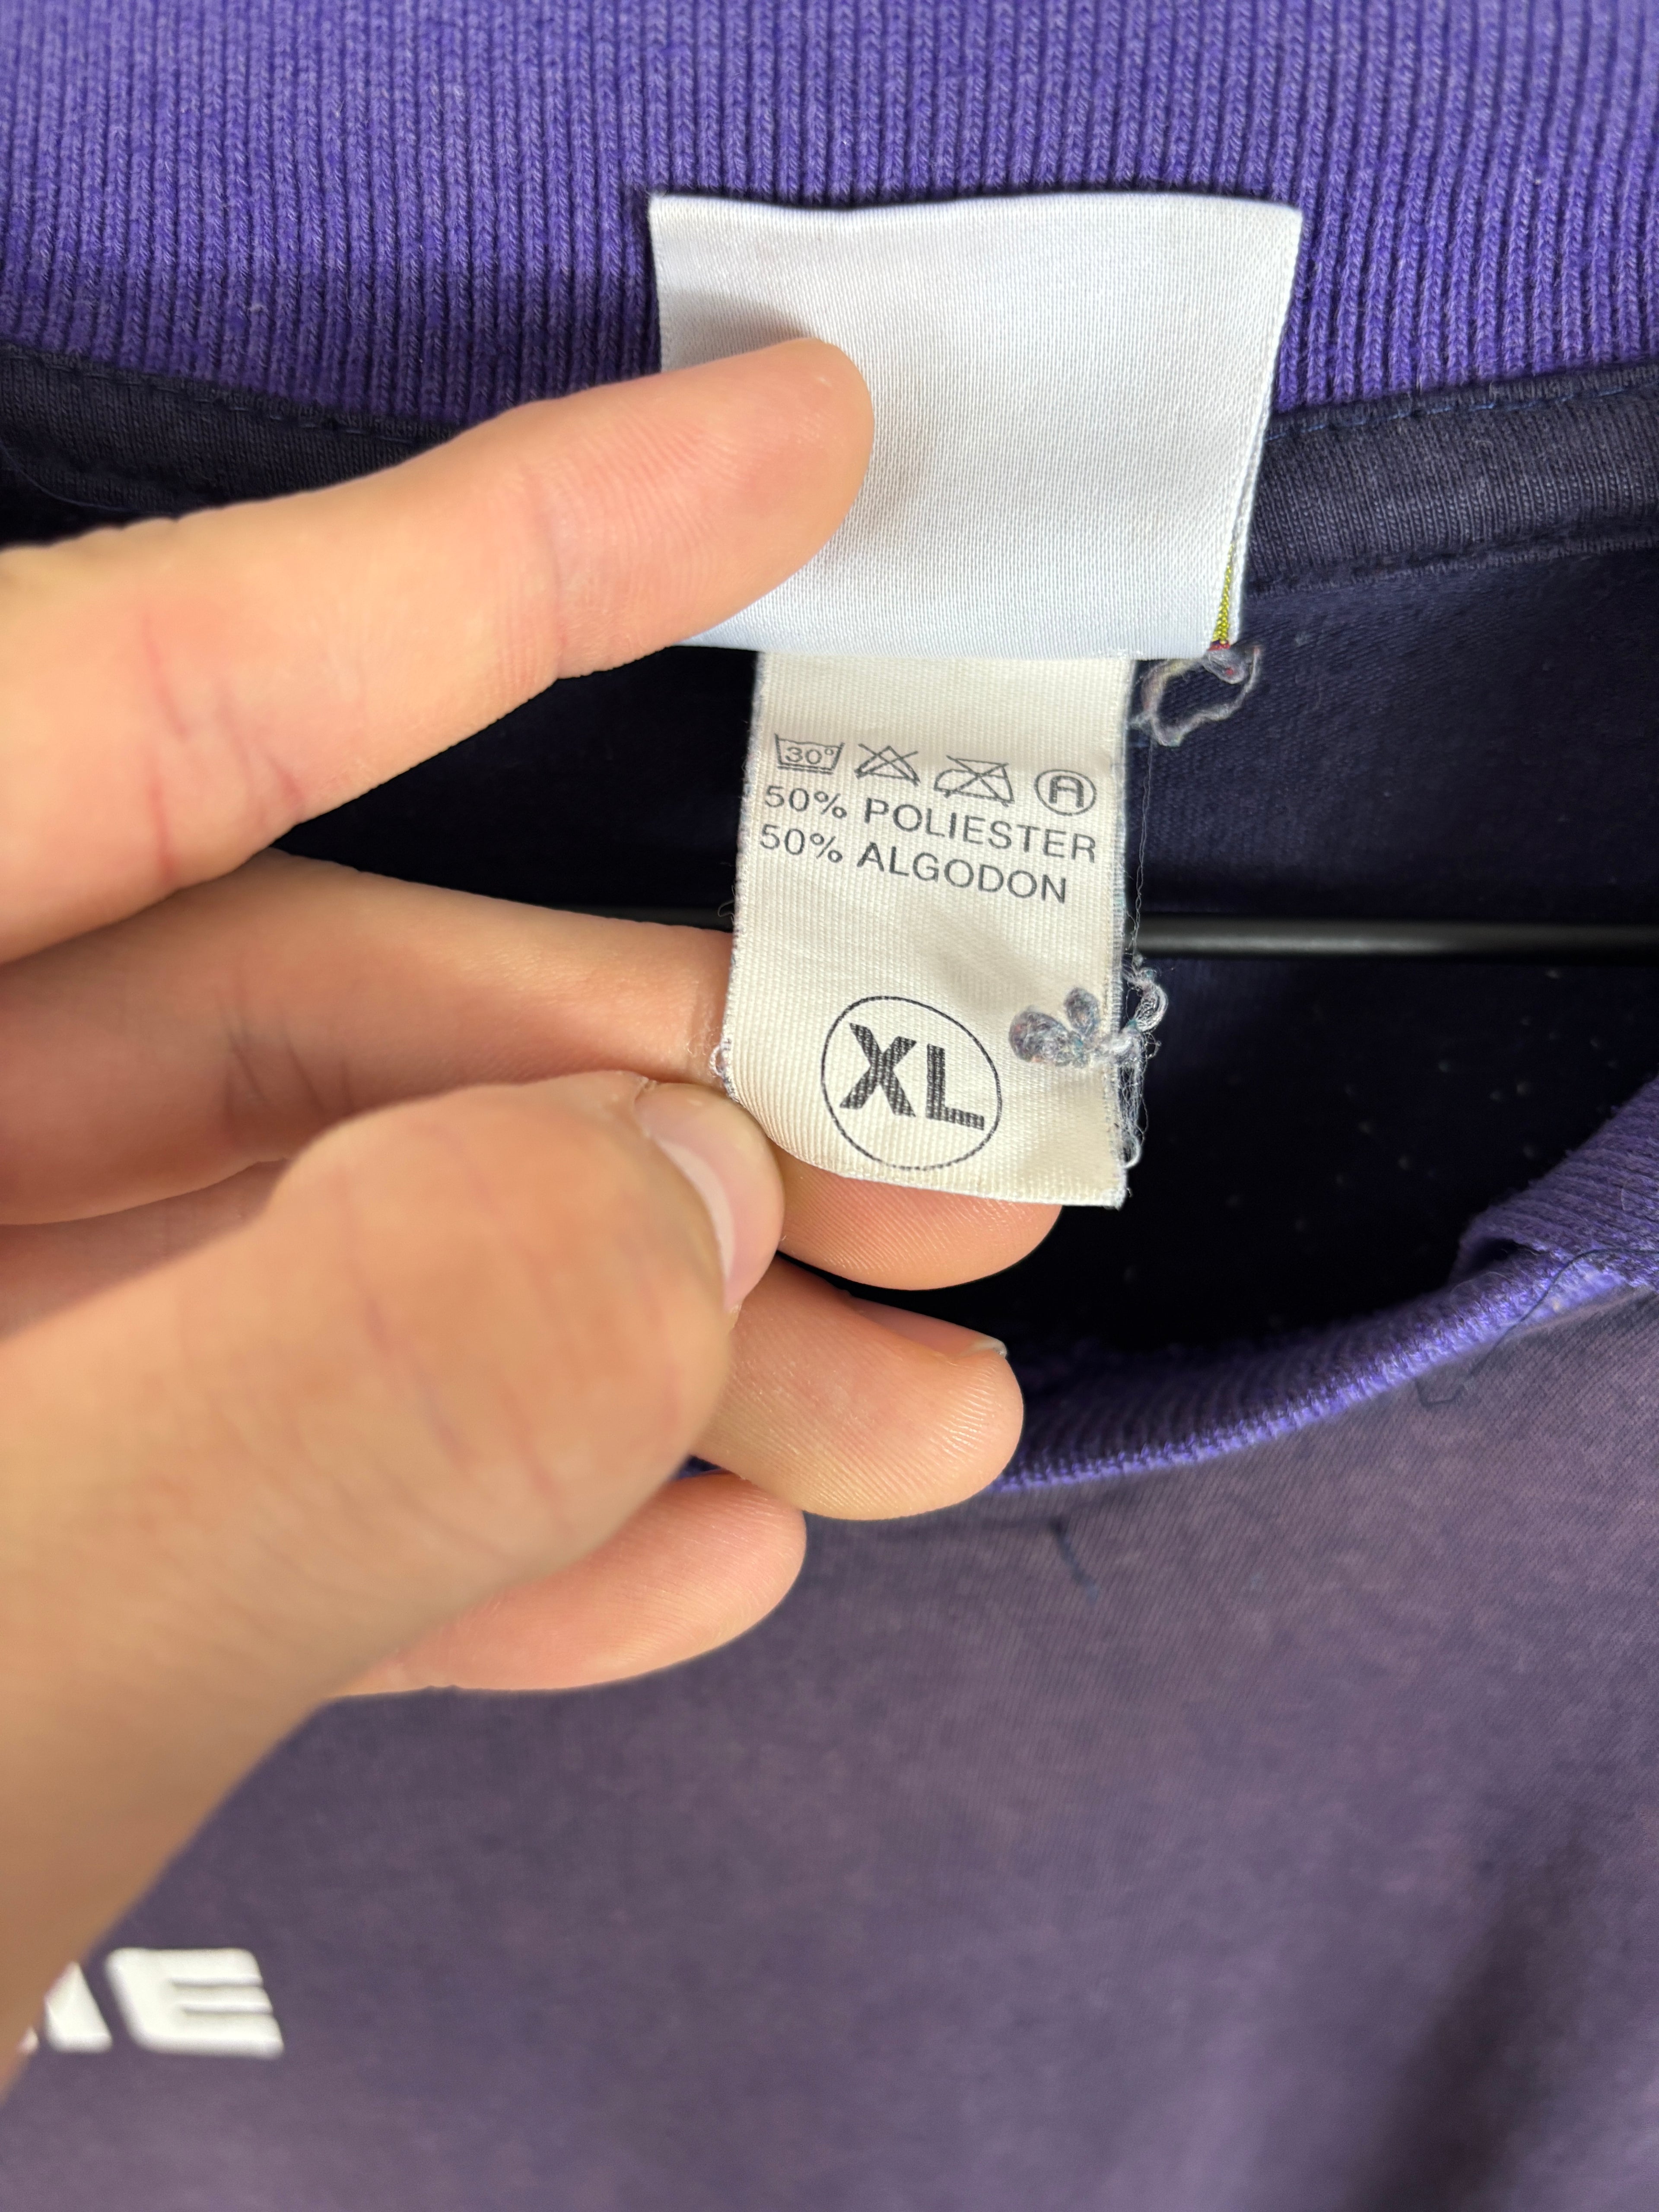 30°
A
50% POLIESTER
50% ALGODON
XL
E